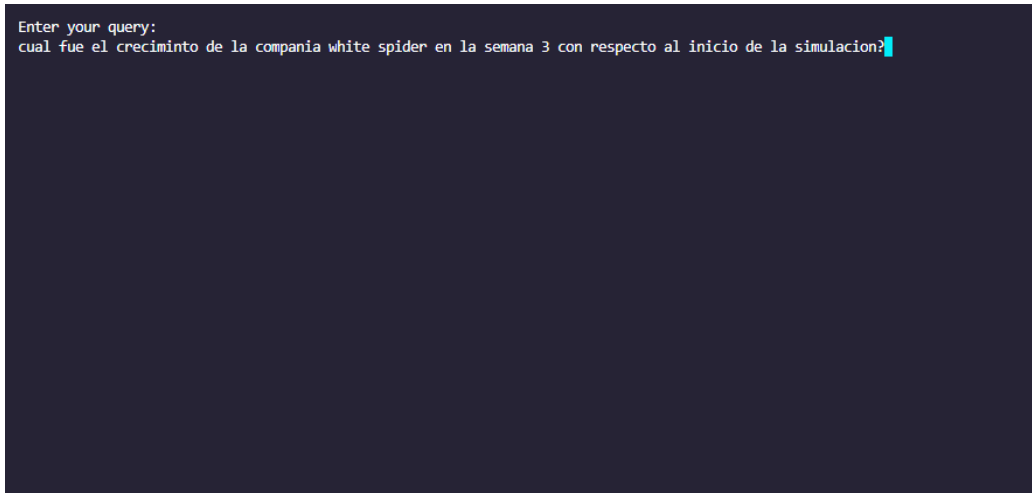 Enter your query:
cual fue el creciminto de la compania white spider en la semana 3 con respecto al inicio de la simulacion?